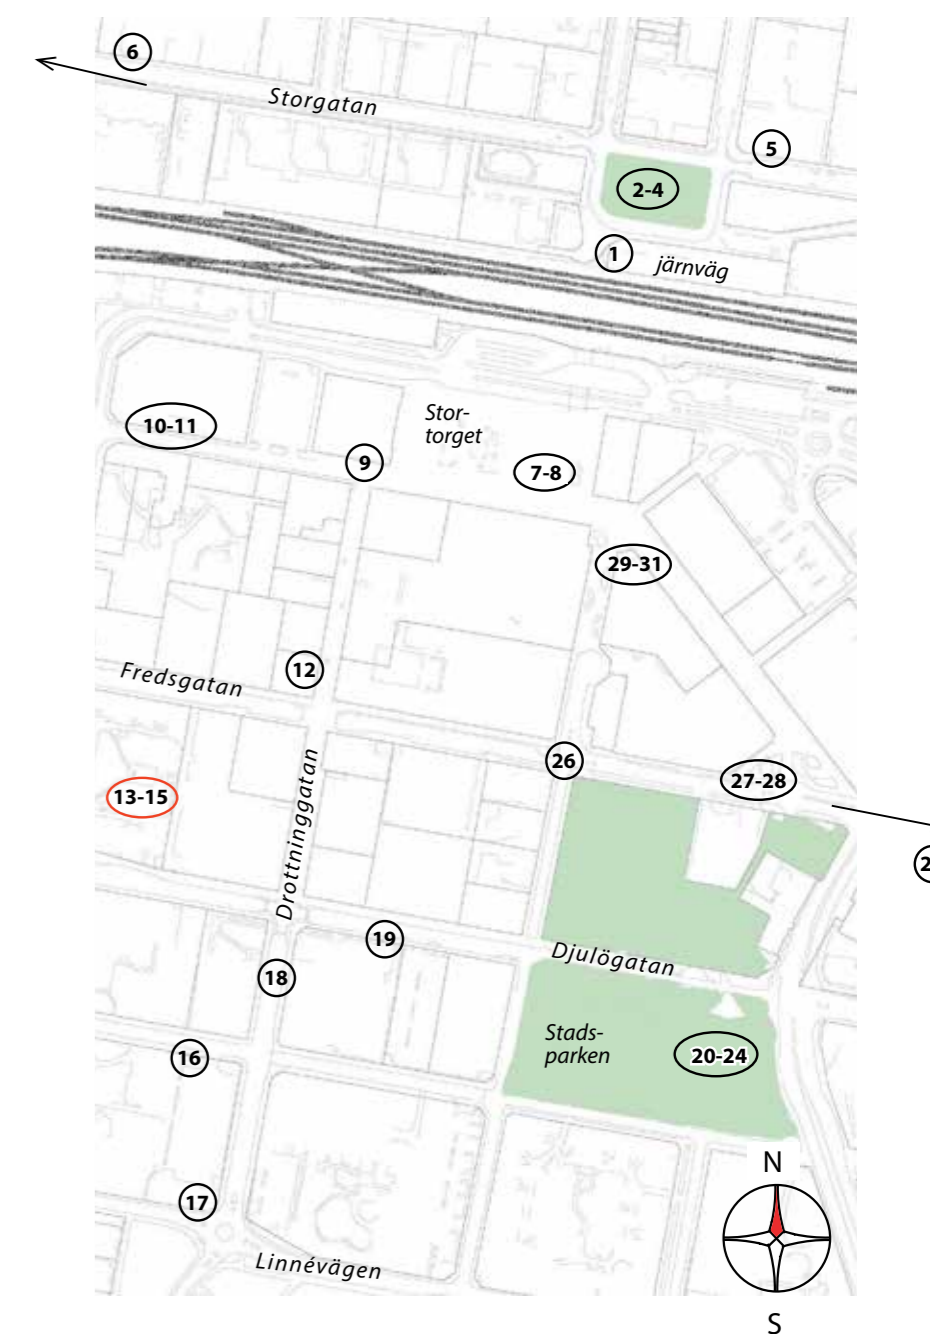 6
Storgatan
5
2-4
1
järnväg
Stor-
torget
10-11
9
7-8
29-31
12
Fredsgatan
26
27-28
13-15
Drottninggatan
19
Djulögatan
18
Stads-
parken
20-24
16
N
17
Linnévägen
S